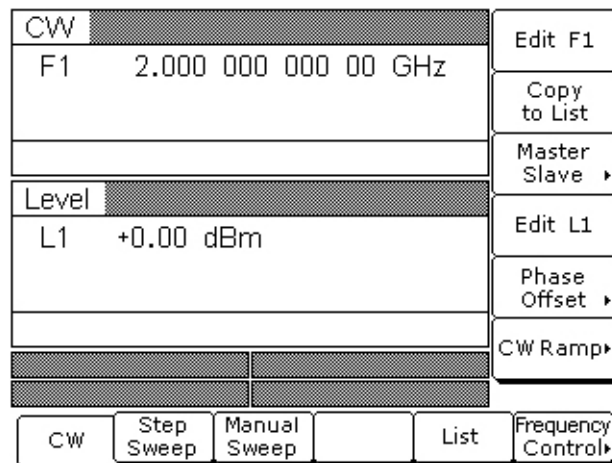 CW
F1 2.000 000 000 00 GHz
Level
L1 +0.00 dBm
Edit F1
Copy
to List
Master
Slave
Edit L1
Phase
Offset
CW Ramp
CW
Step
Sweep
Manual
Sweep
List
Frequency
Control